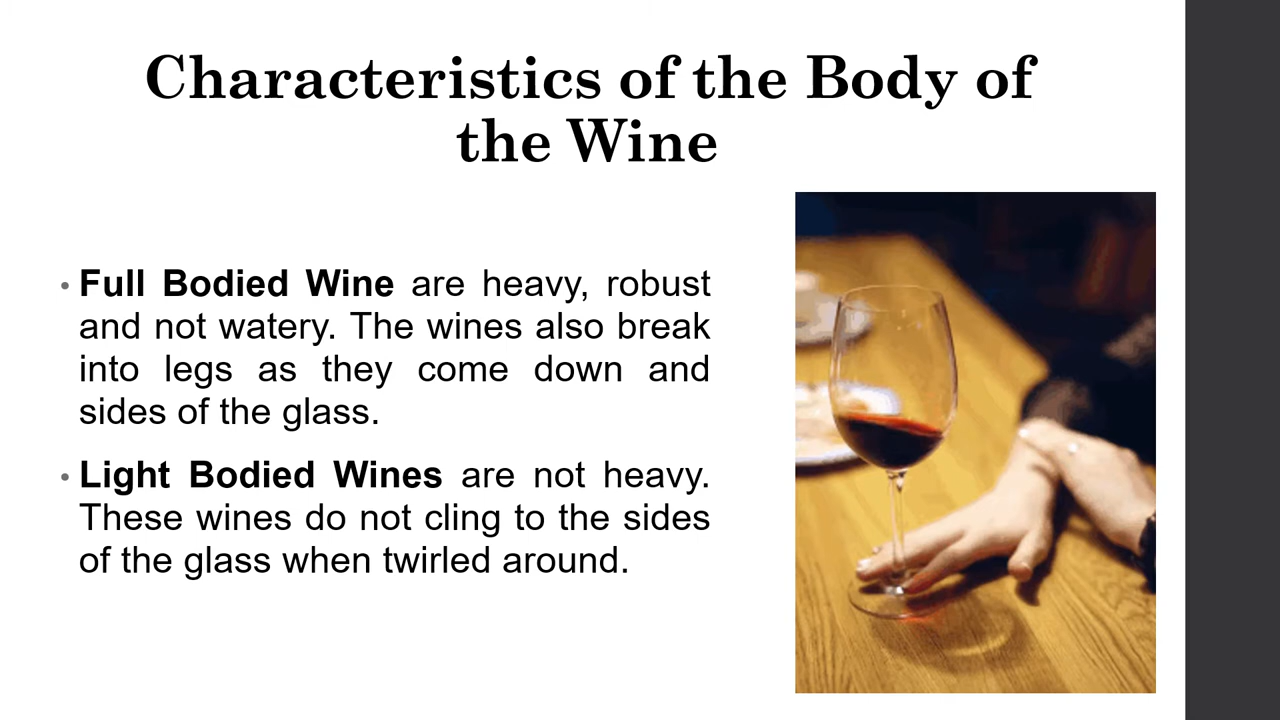 Characteristics of the Body of
the Wine
• Full Bodied Wine are heavy, robust
and not watery. The wines also break
into legs as they come down and
sides of the glass.
• Light Bodied Wines are not heavy.
These wines do not cling to the sides
of the glass when twirled around.